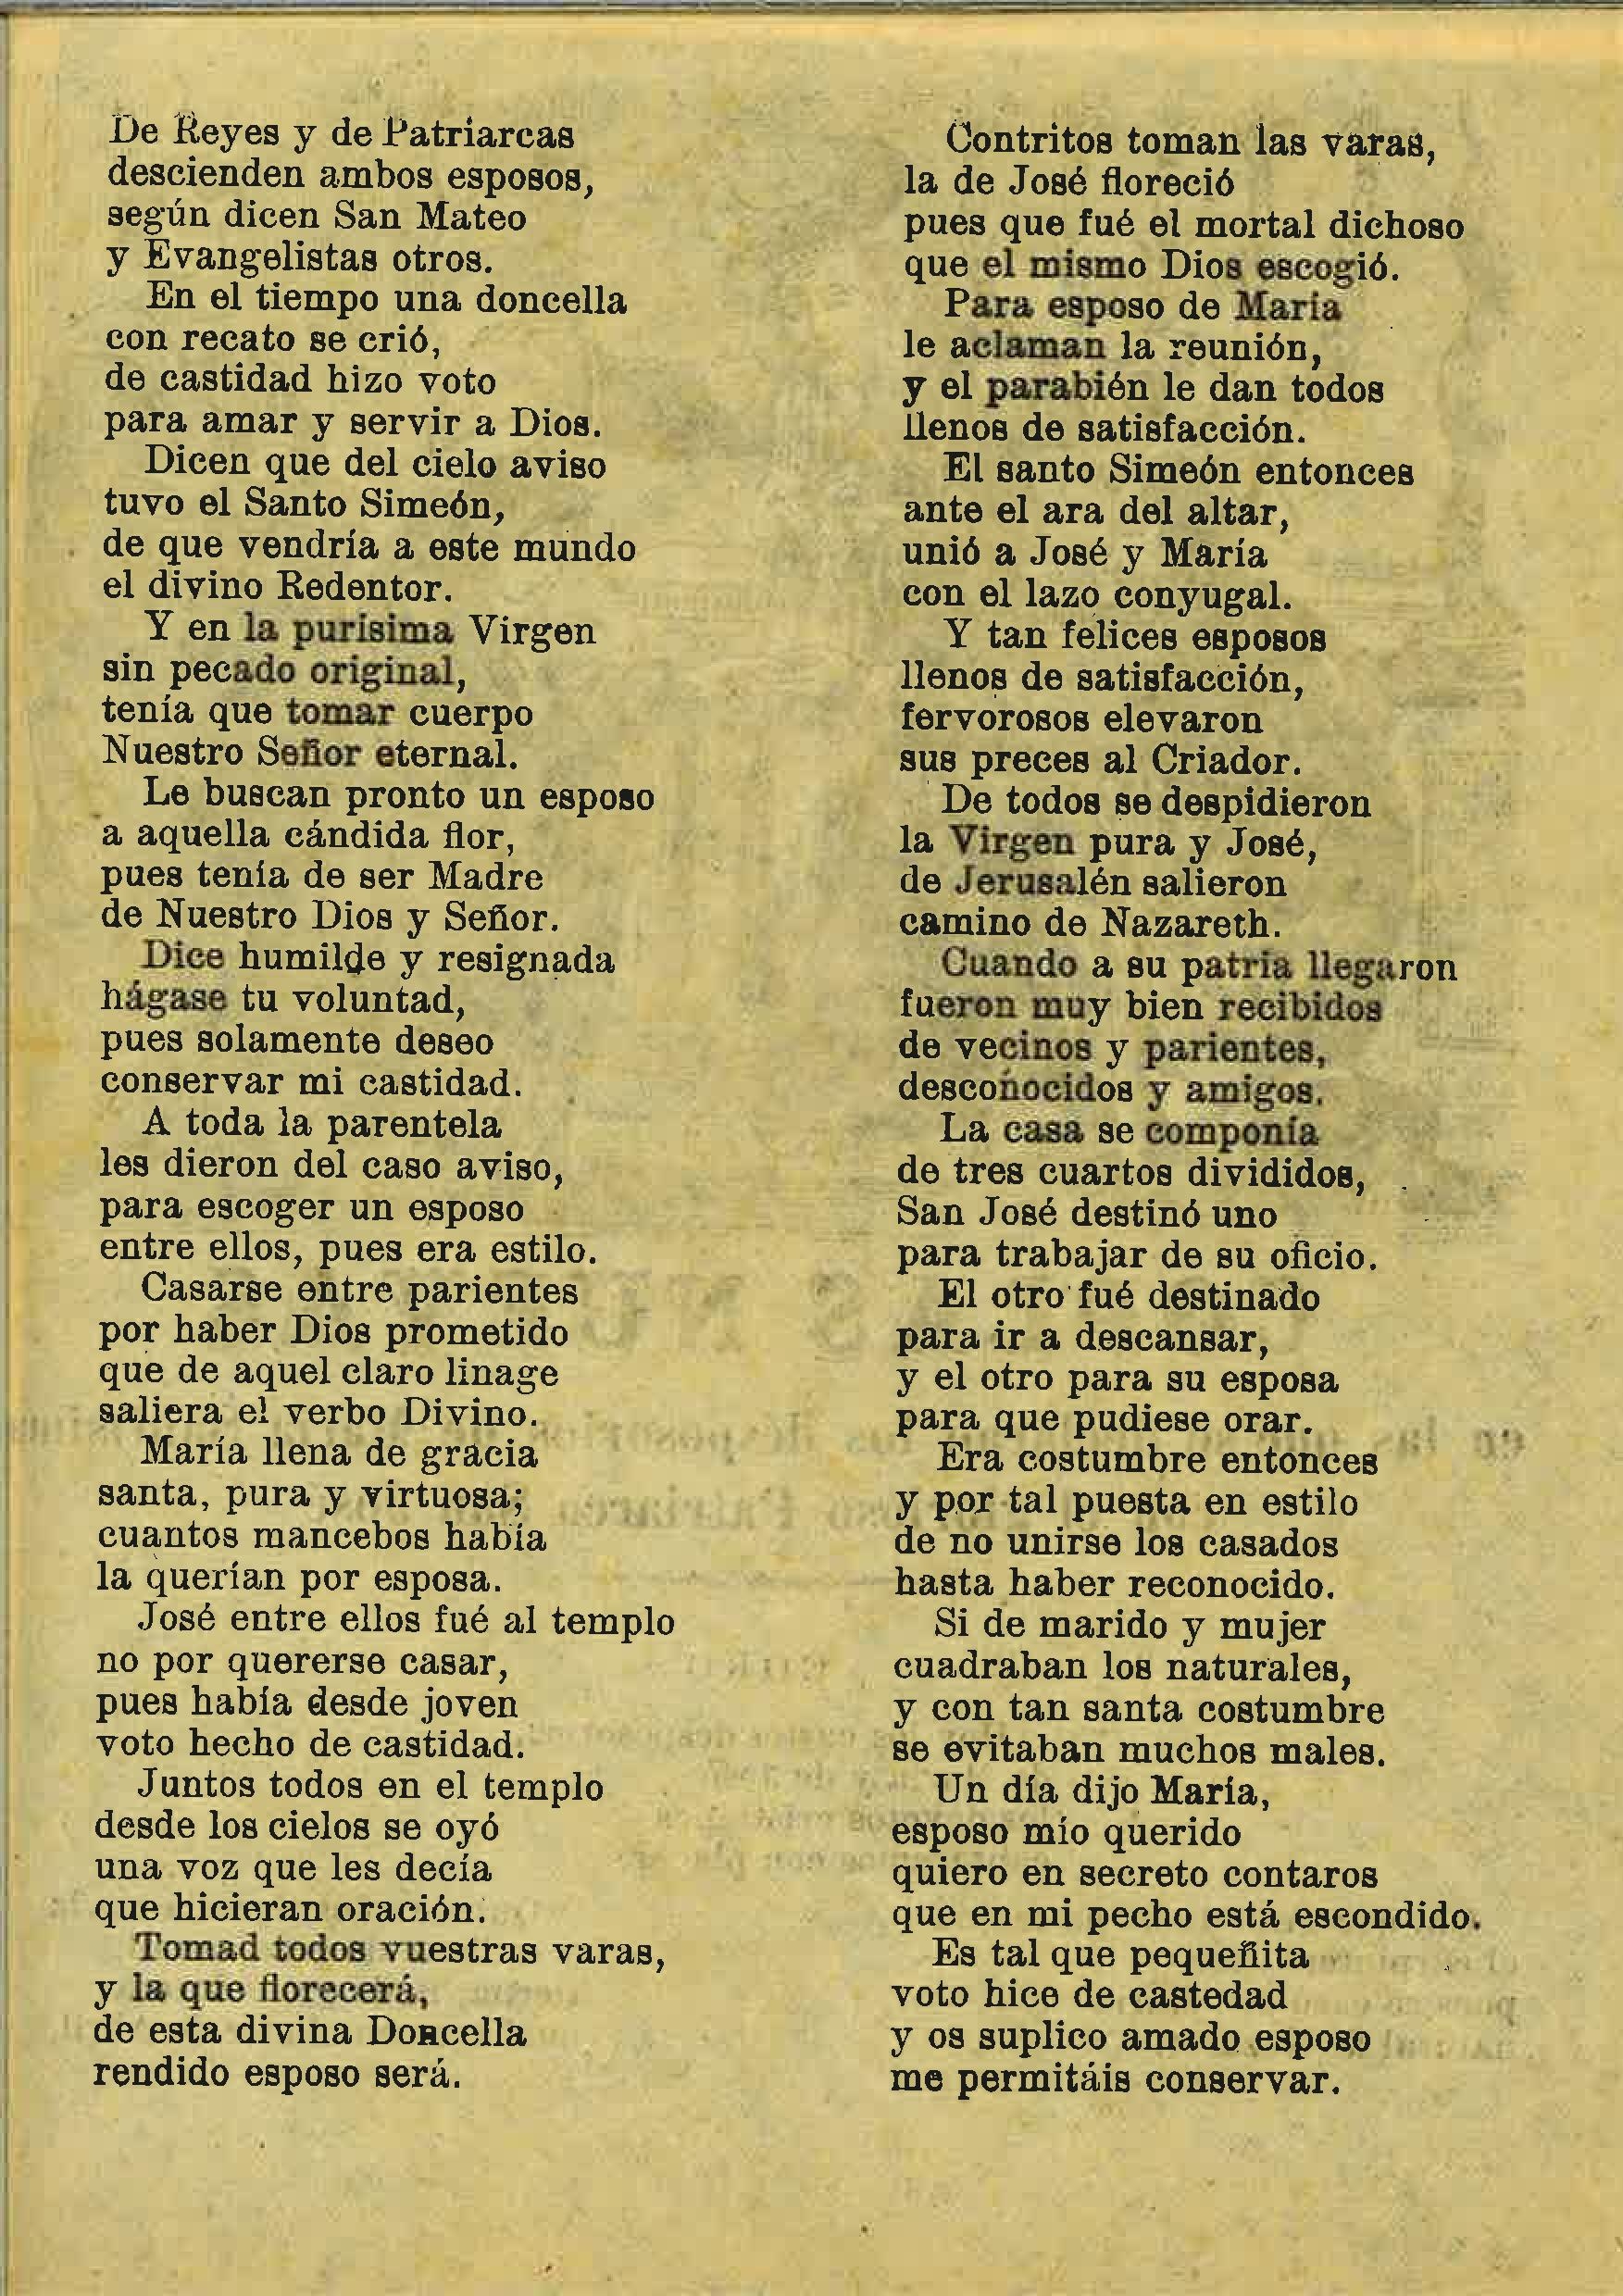 De Reyes y de Patriarcas
descienden ambos esposos,
según dicen San Mateo
y Evangelistas otros.
En el tiempo una doncella
con recato se crió,
de castidad hizo voto
para amar y servir a Dios.
Dicen que del cielo aviso
tuvo el Santo Simeón,
de que vendría a este mundo
el divino Redentor.
Y en la purísima Virgen
sin pecado original,
tenía que tomar cuerpo
Nuestro Señor eternal.
Le buscan pronto un esposo
a aquella cándida flor,
pues tenía de ser Madre
de Nuestro Dios y Señor.
Dice humilde y resignada
hágase tu voluntad,
pues solamente deseo
conservar mi castidad.
A toda la parentela
les dieron del caso aviso,
para escoger un esposo
entre ellos, pues era estilo.
Casarse entre parientes
por haber Dios prometido
que de aquel claro linage
saliera el verbo Divino.
María llena de gracia
santa, pura y virtuosa;
cuantos mancebos había
la querían por esposa.
José entre ellos fué al templo
no por quererse casar,
pues había desde joven
voto hecho de castidad.
Juntos todos en el templo
desde los cielos se oyó
una voz que les decía
que hicieran oración.
Tomad todos vuestras varas,
y la que florecerá,
de esta divina Doncella
rendido esposo será.
Contritos toman las varas,
la de José floreció
pues que fué el mortal dichoso
que el mismo Dios escogió.
Para esposo de María
le aclaman la reunión,
y el parabién le dan todos
llenos de satisfacción.
El santo Simeón entonces
ante el ara del altar,
unió a José y María
con el lazo conyugal.
Y tan felices esposos
llenos de satisfacción,
fervorosos elevaron
sus preces al Criador.
De todos se despidieron
la Virgen pura y José,
de Jerusalén salieron
camino de Nazareth.
Cuando a su patria llegaron
fueron muy bien recibidos
de vecinos y parientes,
desconocidos y amigos.
La casa se componía
de tres cuartos divididos,
San José destinó uno
para trabajar de su oficio.
El otro fué destinado
para ir a descansar,
y el otro para su esposa
para que pudiese orar.
Era costumbre entonces
y por tal puesta en estilo
de no unirse los casados
hasta haber reconocido.
Si de marido y mujer
cuadraban los naturales,
y con tan santa costumbre
se evitaban muchos males.
Un día dijo María,
esposo mío querido
quiero en secreto contaros
que en mi pecho está escondido.
Es tal que pequeñita
voto hice de castedad
y os suplico amado esposo
me permitáis conservar.